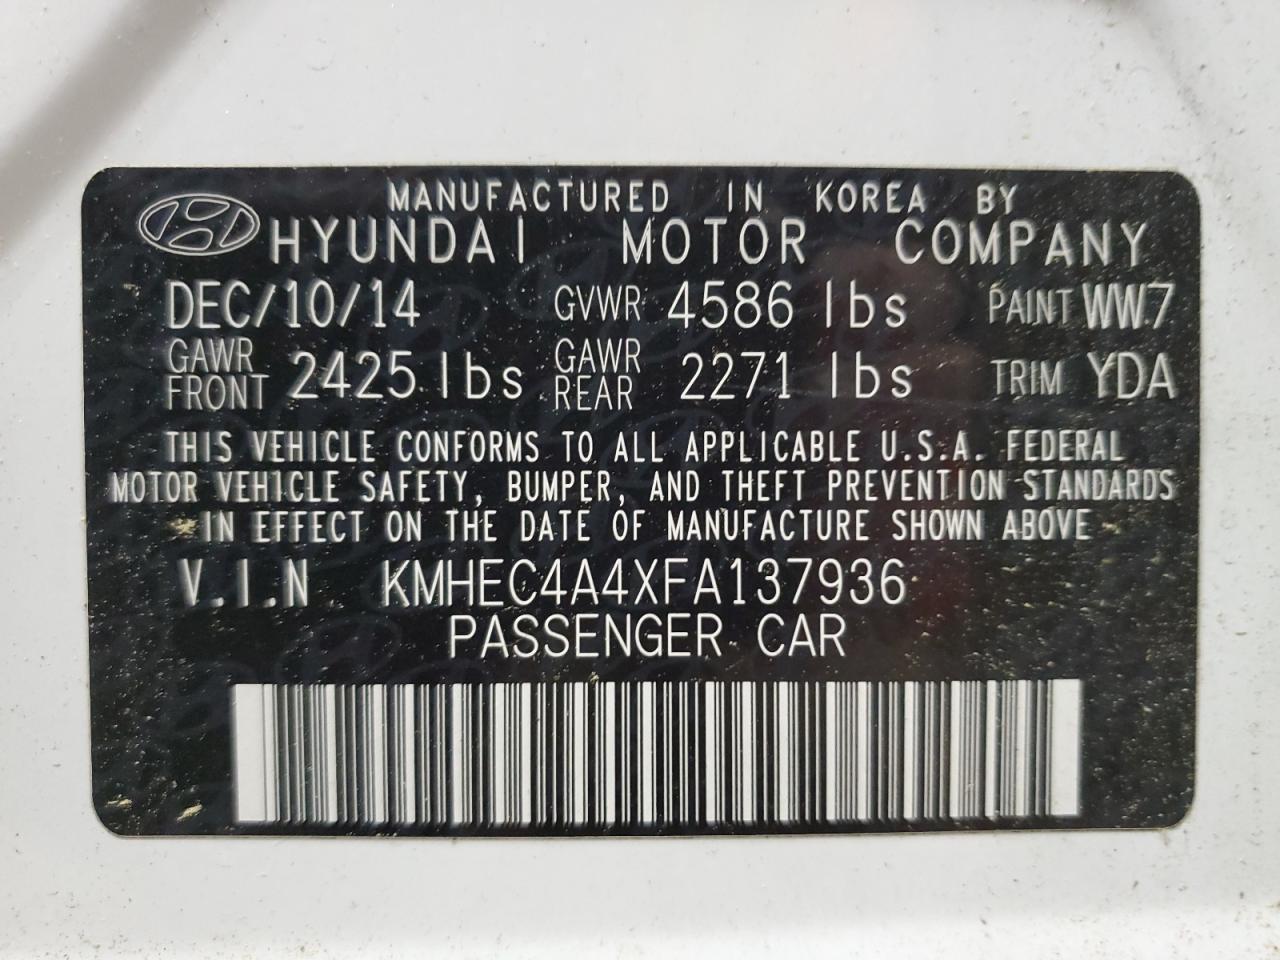 MANUFACTURED IN KOREA BY
HYUNDAI MOTOR COMPANY
DEC/10/14 GVWR 4586 lbs PAINT WW7
GAWR FRONT 2425 lbs GAWR REAR 2271 lbs TRIM YDA
THIS VEHICLE CONFORMS TO ALL APPLICABLE U.S.A. FEDERAL
MOTOR VEHICLE SAFETY, BUMPER, AND THEFT PREVENTION STANDARDS
IN EFFECT ON THE DATE OF MANUFACTURE SHOWN ABOVE
V.I.N KMHEC4A4XFA137936
PASSENGER CAR